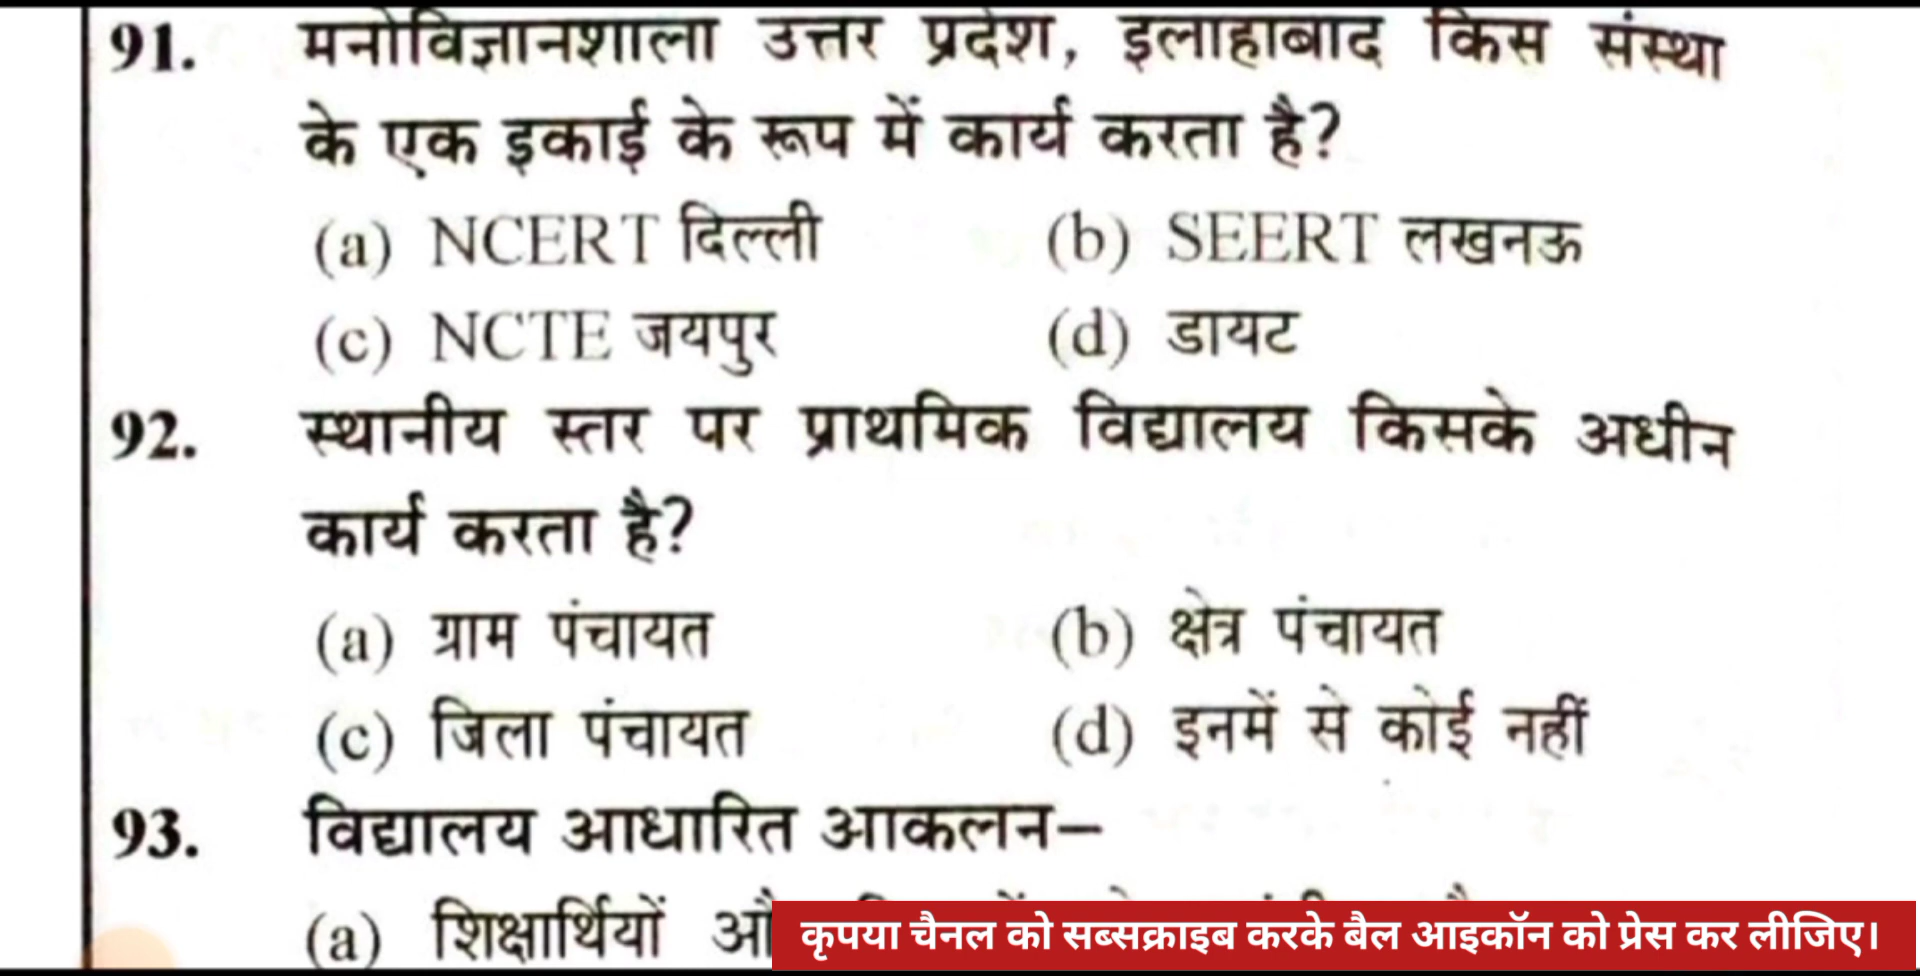 91. मनोविज्ञानशाला उत्तर प्रदेश, इलाहाबाद किस संस्था
के एक इकाई के रूप में कार्य करता है?
(a) NCERT दिल्ली (b) SEERT लखनऊ
(c) NCTE जयपुर (d) डायट
92. स्थानीय स्तर पर प्राथमिक विद्यालय किसके अधीन
कार्य करता है?
(a) ग्राम पंचायत (b) क्षेत्र पंचायत
(c) जिला पंचायत (d) इनमें से कोई नहीं
93. विद्यालय आधारित आकलन–
(a) शिक्षार्थियों
कृपया चैनल को सब्सक्राइब करके बैल आइकॉन को प्रेस कर लीजिए।